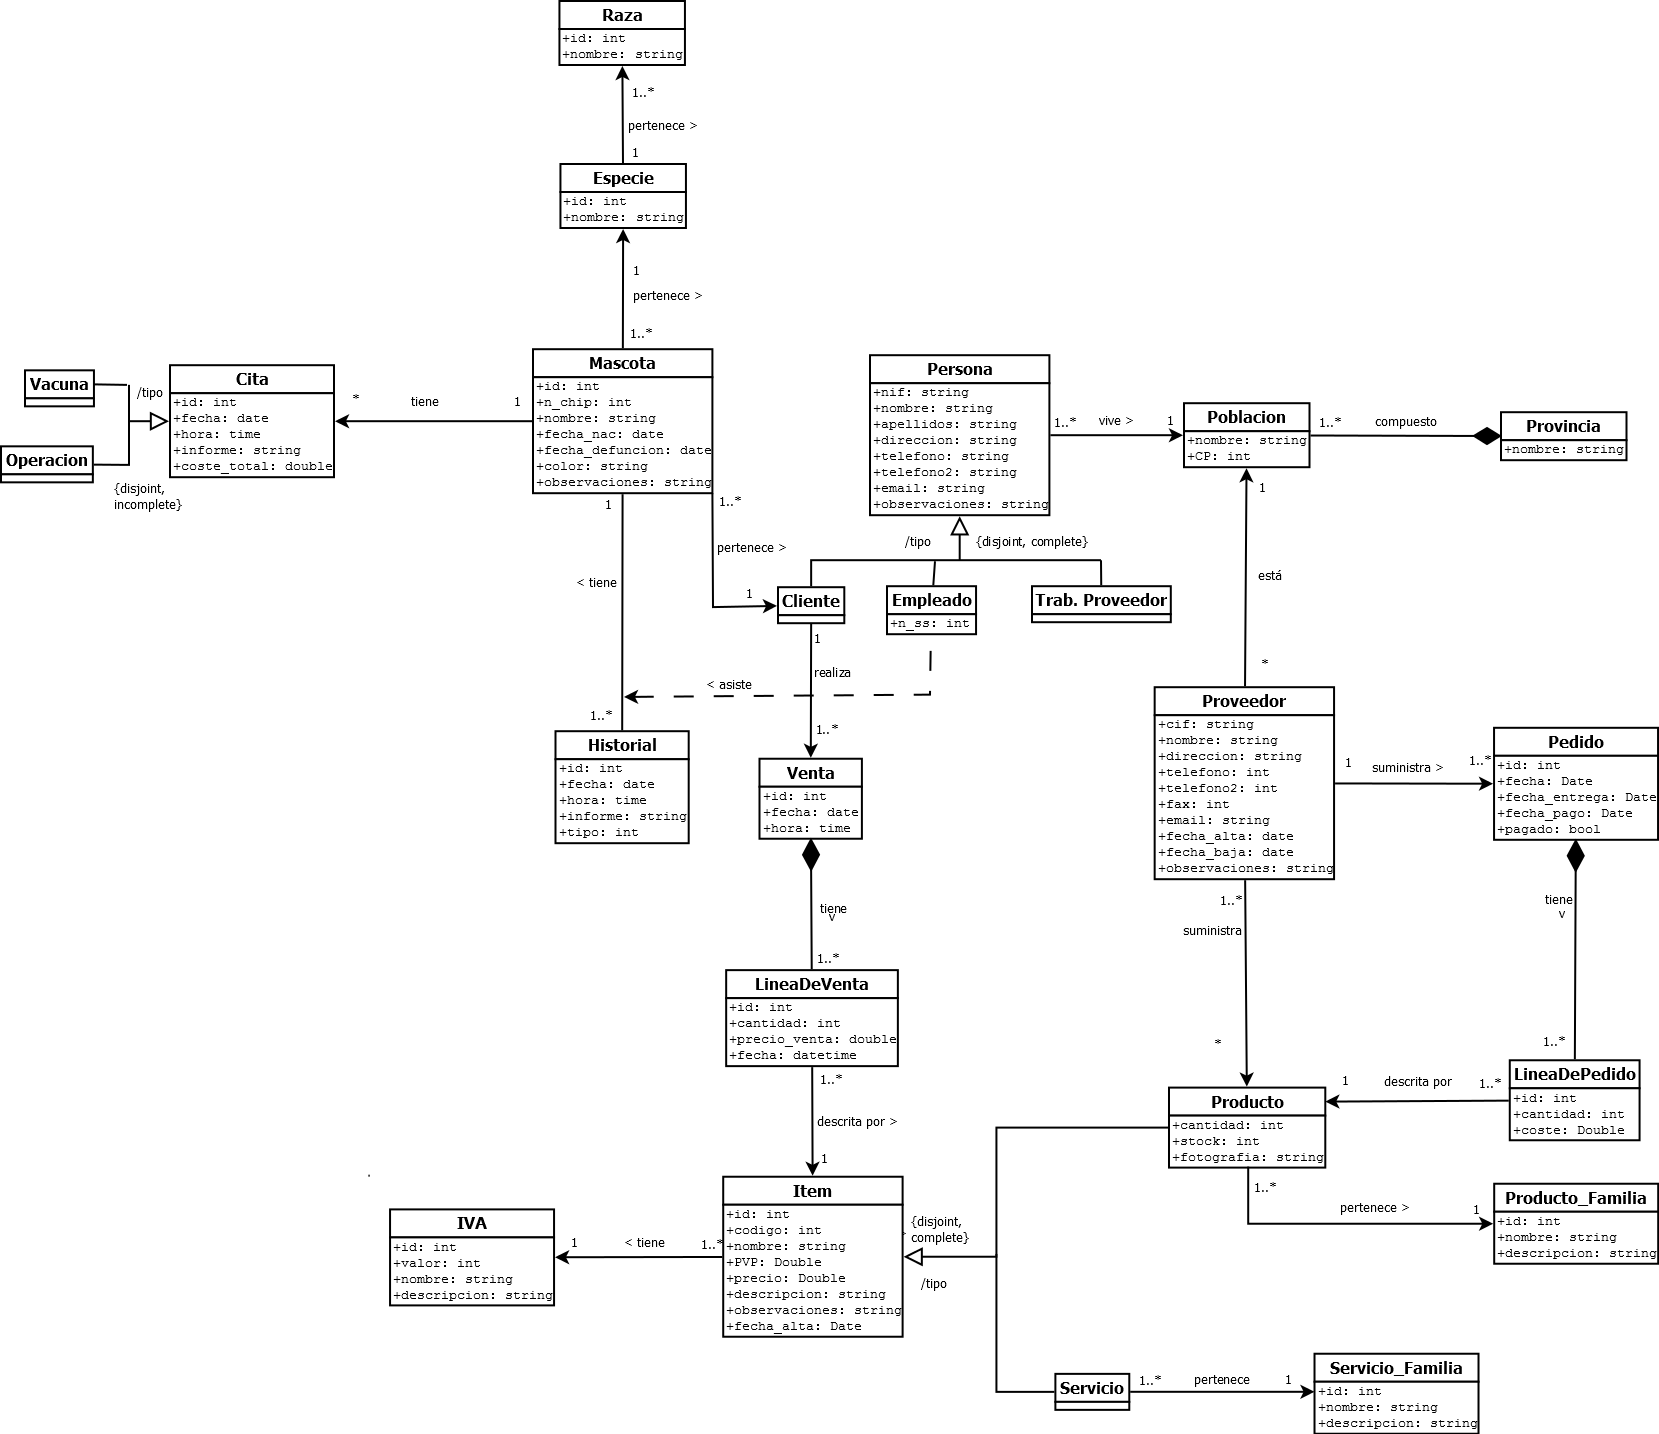 Raza
+id: int
+nombre: string
1..*
pertenece >
1
Especie
+id: int
+nombre: string
1
pertenece >
1..*
Mascota
+id: int
+n_chip: int
+nombre: string
+fecha_nac: date
+fecha_defuncion: date
+color: string
+observaciones: string
Vacuna
Operacion
/tipo
{disjoint,
incomplete}
Cita
+id: int
+fecha: date
+hora: time
+informe: string
+coste_total: double
*
tiene
1
Persona
+nif: string
+nombre: string
+apellidos: string
+direccion: string
+telefono: string
+telefono2: string
+email: string
+observaciones: string
1..*
vive >
1
Poblacion
+nombre: string
+CP: int
1..*
compuesto
Provincia
+nombre: string
1
< tiene
1..*
1..*
pertenece >
1
/tipo
{disjoint, complete}
Cliente
Empleado
+n_ss: int
Trab. Proveedor
< asiste
1
realiza
1..*
1
está
*
Historial
+id: int
+fecha: date
+hora: time
+informe: string
+tipo: int
Venta
+id: int
+fecha: date
+hora: time
Proveedor
+cif: string
+nombre: string
+direccion: string
+telefono: int
+telefono2: int
+fax: int
+email: string
+fecha_alta: date
+fecha_baja: date
+observaciones: string
1
suministra >
1..*
Pedido
+id: int
+fecha: Date
+fecha_entrega: Date
+fecha_pago: Date
+pagado: bool
tiene
v
1..*
1..*
suministra
*
tiene
v
1..*
LineaDeVenta
+id: int
+cantidad: int
+precio_venta: double
+fecha: datetime
1..*
descrita por >
1
Producto
+cantidad: int
+stock: int
+fotografia: string
1
descrita por
1..*
LineaDePedido
+id: int
+cantidad: int
+coste: Double
1..*
pertenece >
1
Producto_Familia
+id: int
+nombre: string
+descripcion: string
IVA
+id: int
+valor: int
+nombre: string
+descripcion: string
1
< tiene
1..*
Item
+id: int
+codigo: int
+nombre: string
+PVP: Double
+precio: Double
+descripcion: string
+observaciones: string
+fecha_alta: Date
{disjoint,
complete}
/tipo
Servicio
1..*
pertenece
1
Servicio_Familia
+id: int
+nombre: string
+descripcion: string